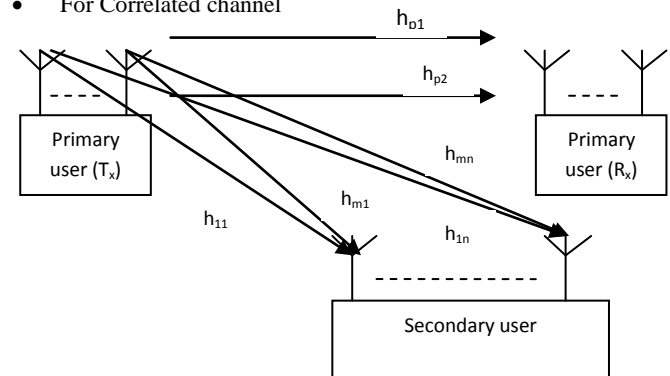 • For Correlated channel
hp1
hp2
Primary user (Tx)
Primary user (Rx)
hmn
hm1
h11
h1n
Secondary user